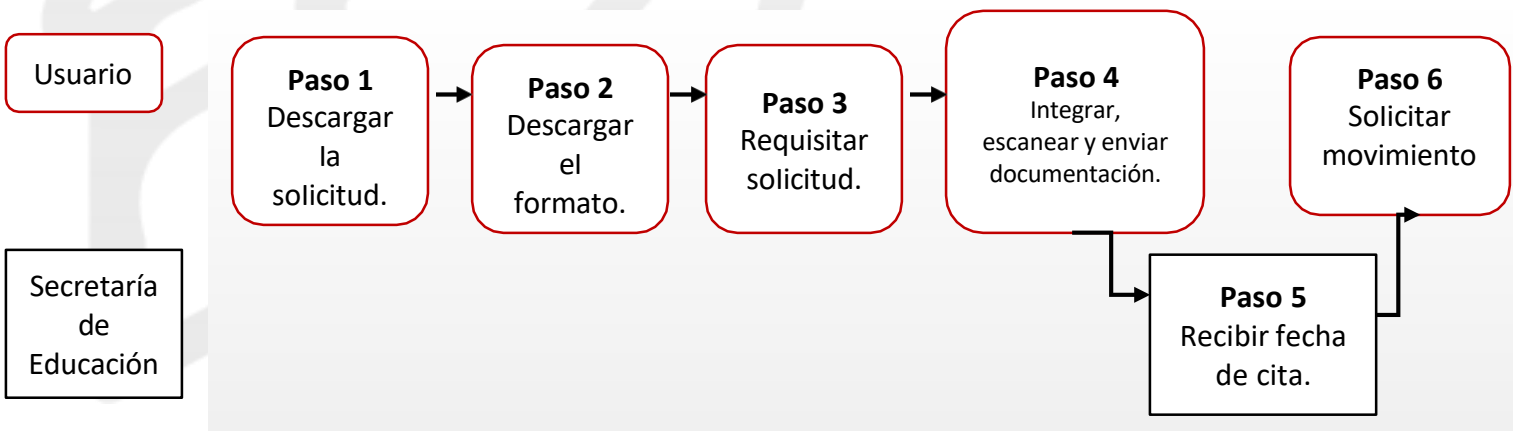 Usuario
Paso 1
Descargar
la
solicitud.
Paso 2
Descargar
el
formato.
Paso 3
Requisitar
solicitud.
Paso 4
Integrar,
escanear y enviar
documentación.
Paso 6
Solicitar
movimiento
Secretaría
de
Educación
Paso 5
Recibir fecha
de cita.